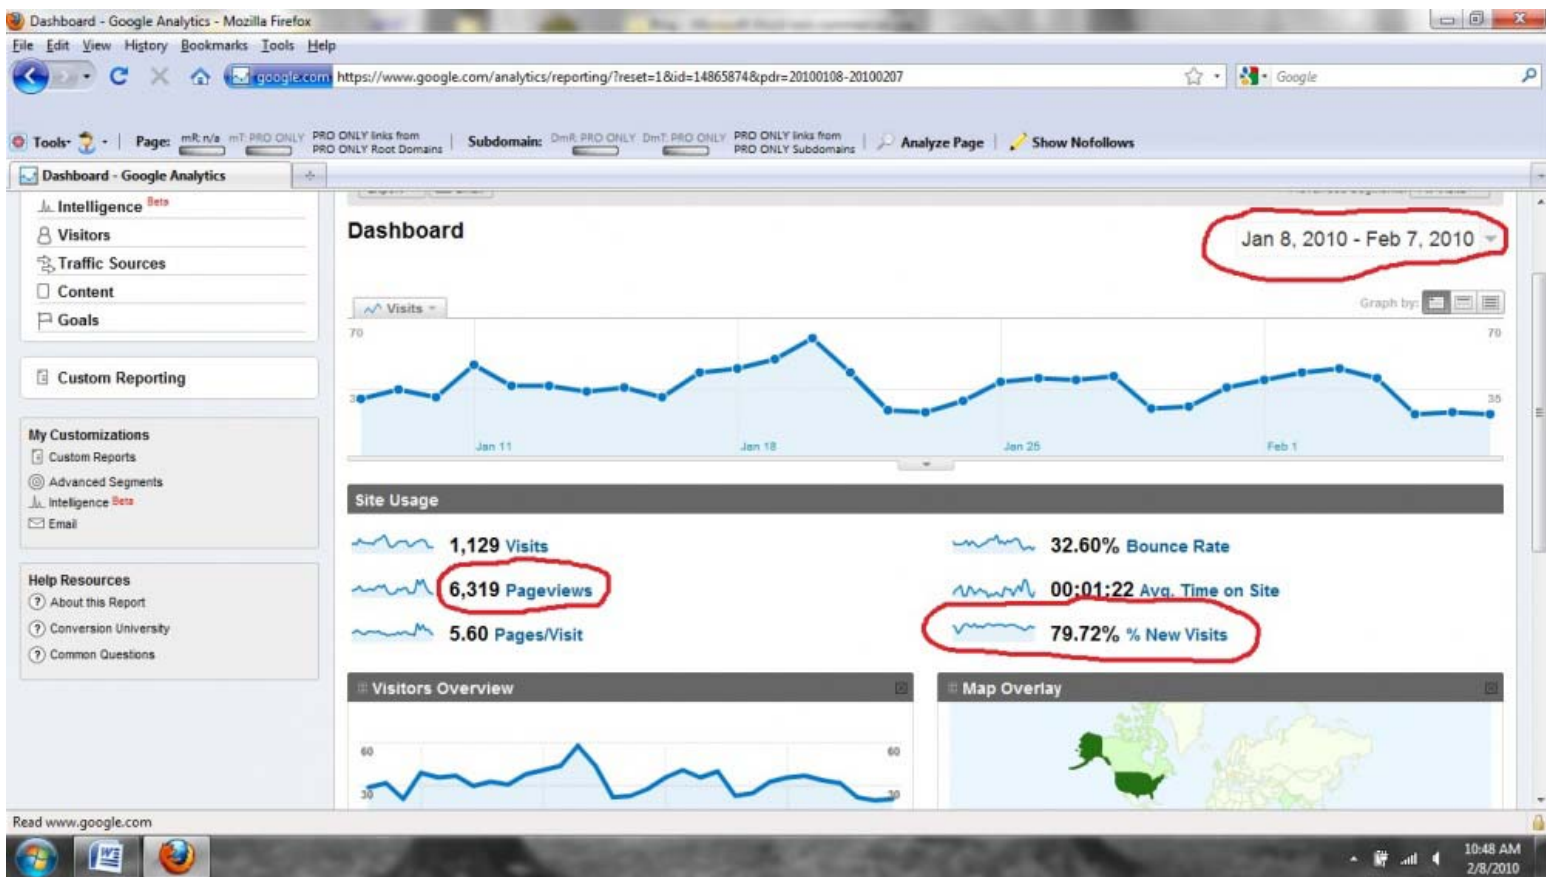 Dashboard - Google Analytics - Mozilla Firefox
File Edit View History Bookmarks Tools Help
google.com https://www.google.com/analytics/reporting/?reset=1&id=14865874&pdr=20100108-20100207
Google
Tools Page: mR: n/a mT: PRO ONLY PRO ONLY links from Subdomain: DmR: PRO ONLY DmT: PRO ONLY PRO ONLY links from Analyze Page Show Nofollows
PRO ONLY Root Domains PRO ONLY Subdomains
Dashboard - Google Analytics
Intelligence Beta
Visitors
Traffic Sources
Content
Goals
Custom Reporting
My Customizations
Custom Reports
Advanced Segments
Intelligence Beta
Email
Help Resources
About this Report
Conversion University
Common Questions
Dashboard
Jan 8, 2010 - Feb 7, 2010
Visits
Graph by:
70 70
35
Jan 11 Jan 18 Jan 25 Feb 1
Site Usage
1,129 Visits
6,319 Pageviews
5.60 Pages/Visit
32.60% Bounce Rate
00:01:22 Avg. Time on Site
79.72% % New Visits
Visitors Overview
60 60
30 30
Map Overlay
Read www.google.com
10:48 AM
2/8/2010